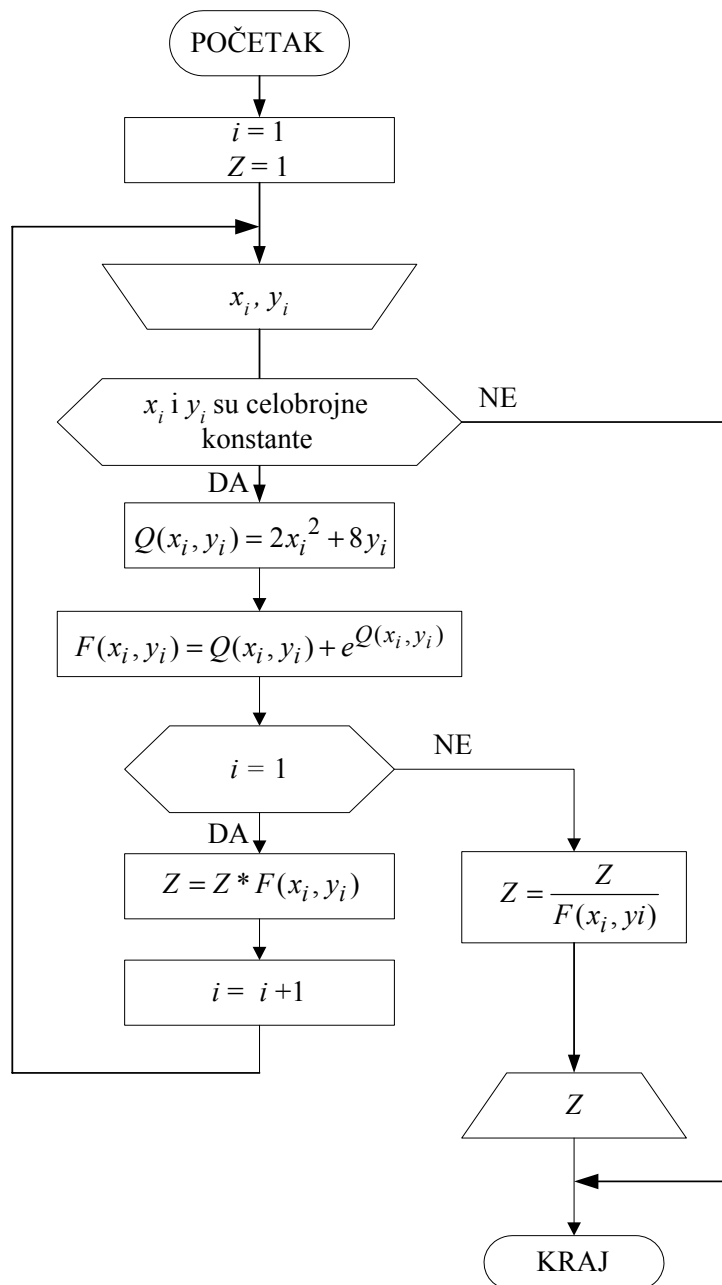 POČETAK
i = 1
Z = 1
x_i, y_i
x_i i y_i su celobrojne
konstante
NE
DA
Q(x_i, y_i) = 2x_i^2 + 8y_i
F(x_i, y_i) = Q(x_i, y_i) + e^{Q(x_i, y_i)}
i = 1
NE
DA
Z = Z * F(x_i, y_i)
Z = \frac{Z}{F(x_i, yi)}
i = i +1
Z
KRAJ